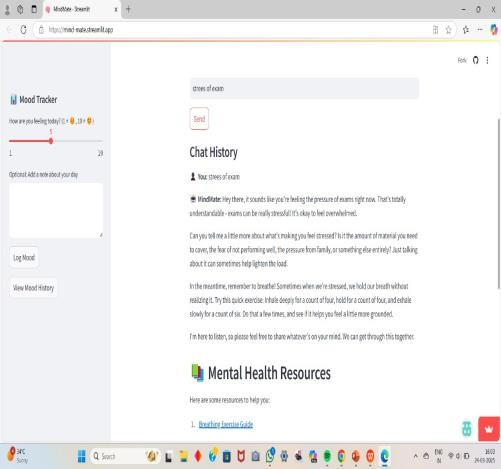 MindMate - Streamlit
https://mind-mate.streamlit.app
Fork
Mood Tracker
How are you feeling today? (1 = 😞, 10 = 😊)
5
1
10
Optional: Add a note about your day
Log Mood
View Mood History
strees of exam
Send
Chat History
You: strees of exam
MindMate: Hey there, it sounds like you're feeling the pressure of exams right now. That's totally
understandable - exams can be really stressful! It's okay to feel overwhelmed.
Can you tell me a little more about what's making you feel stressed? Is it the amount of material you need
to cover, the fear of not performing well, the pressure from family, or something else entirely? Just talking
about it can sometimes help lighten the load.
In the meantime, remember to breathe! Sometimes when we're stressed, we hold our breath without
realizing it. Try this quick exercise: Inhale deeply for a count of four, hold for a count of four, and exhale
slowly for a count of six. Do that a few times, and see if it helps you feel a little more grounded.
I'm here to listen, so please feel free to share whatever's on your mind. We can get through this together.
Mental Health Resources
Here are some resources to help you:
1. Breathing Exercise Guide
34°C
Sunny
Search
ENG
IN
16:02
24-03-2025